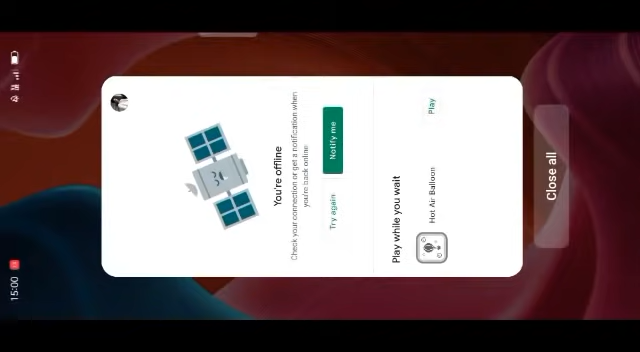 15:00
You're offline
Check your connection or get a notification when
you're back online
Try again
Notify me
Play while you wait
Hot Air Balloon
Play
Close all